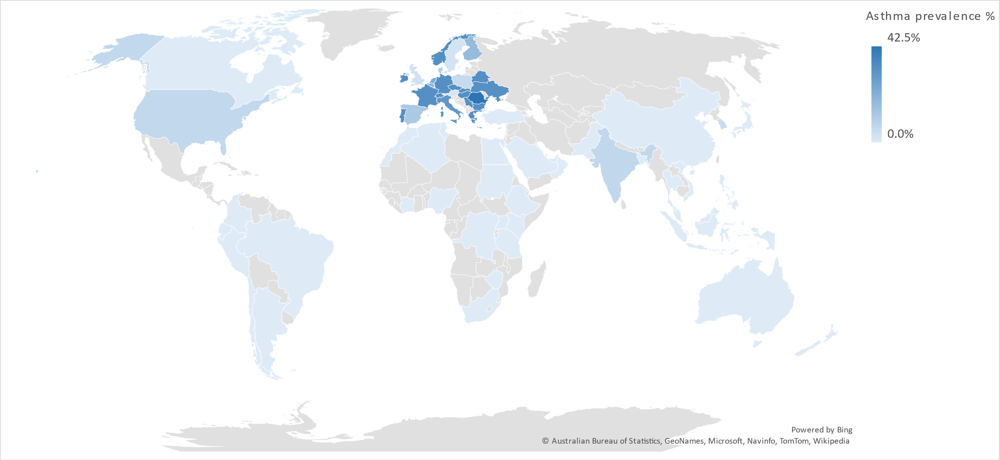 Asthma prevalence %
42.5%
0.0%
Powered by Bing
© Australian Bureau of Statistics, GeoNames, Microsoft, Navinfo, TomTom, Wikipedia